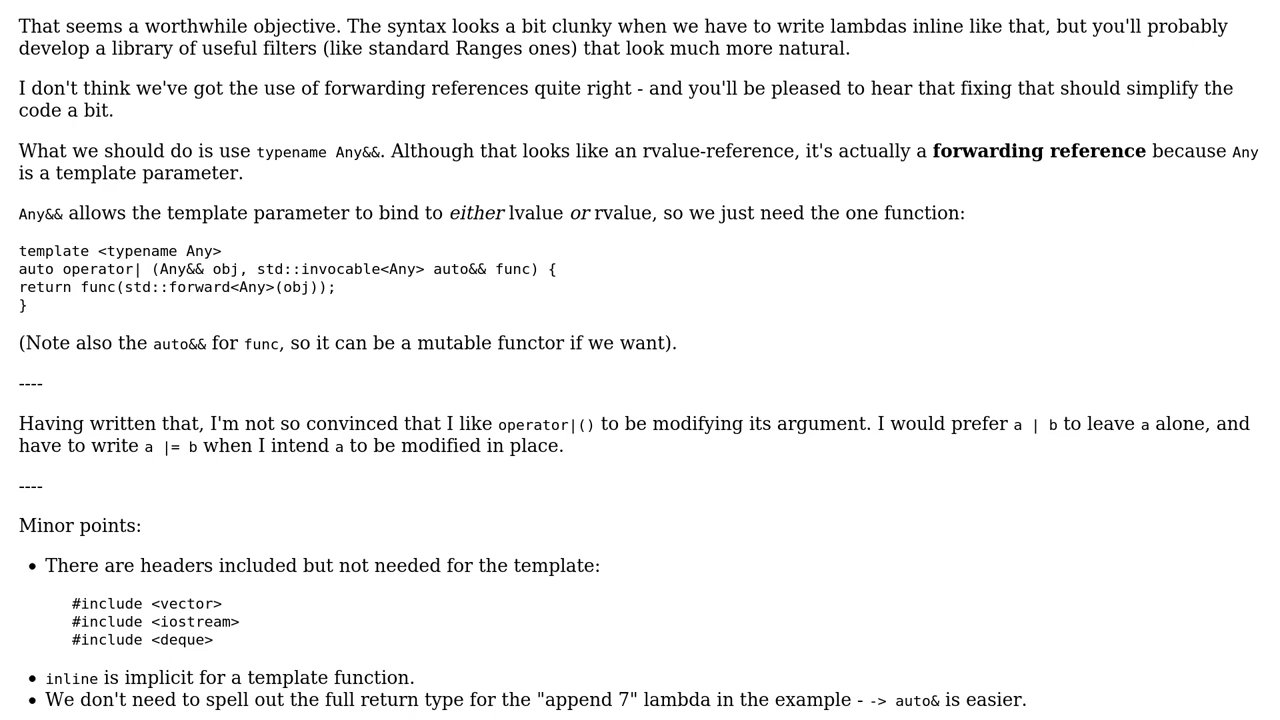 That seems a worthwhile objective. The syntax looks a bit clunky when we have to write lambdas inline like that, but you'll probably
develop a library of useful filters (like standard Ranges ones) that look much more natural.
I don't think we've got the use of forwarding references quite right - and you'll be pleased to hear that fixing that should simplify the
code a bit.
What we should do is use typename Any&&. Although that looks like an rvalue-reference, it's actually a forwarding reference because Any
is a template parameter.
Any&& allows the template parameter to bind to either lvalue or rvalue, so we just need the one function:
template <typename Any>
auto operator| (Any&& obj, std::invocable<Any> auto&& func) {
return func(std::forward<Any>(obj));
}
(Note also the auto&& for func, so it can be a mutable functor if we want).
----
Having written that, I'm not so convinced that I like operator|() to be modifying its argument. I would prefer a | b to leave a alone, and
have to write a |= b when I intend a to be modified in place.
----
Minor points:
• There are headers included but not needed for the template:
#include <vector>
#include <iostream>
#include <deque>
• inline is implicit for a template function.
• We don't need to spell out the full return type for the "append 7" lambda in the example - -> auto& is easier.